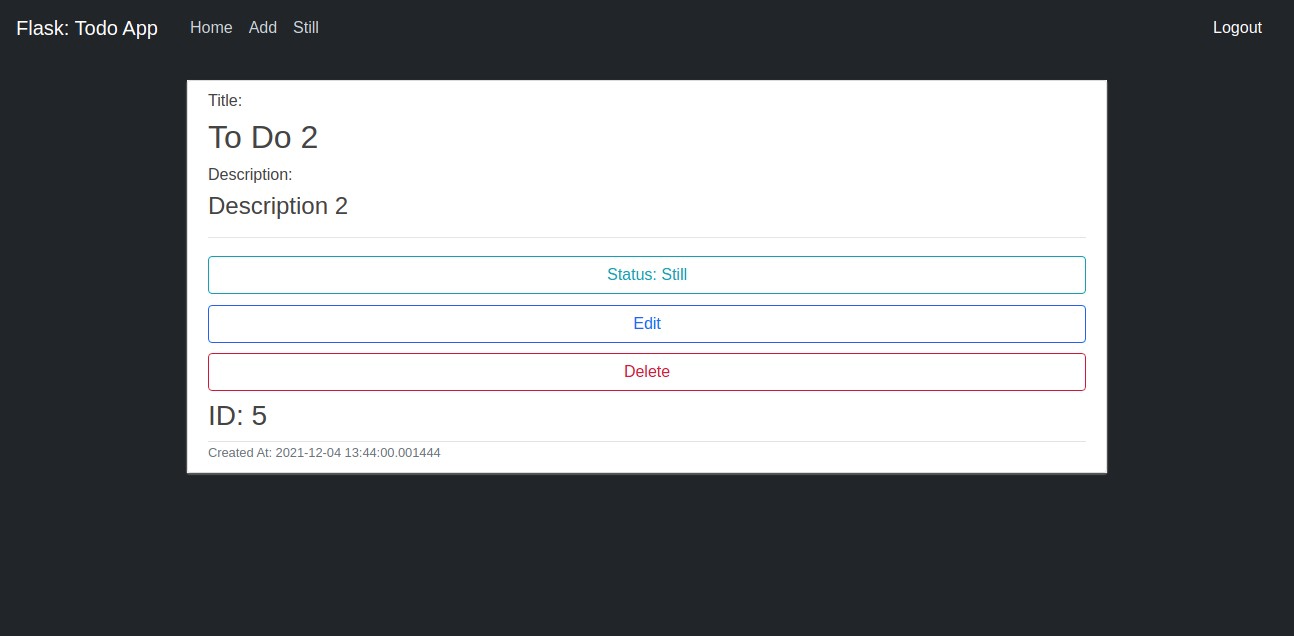 Flask: Todo App Home Add Still Logout
Title:
To Do 2
Description:
Description 2
Status: Still
Edit
Delete
ID: 5
Created At: 2021-12-04 13:44:00.001444